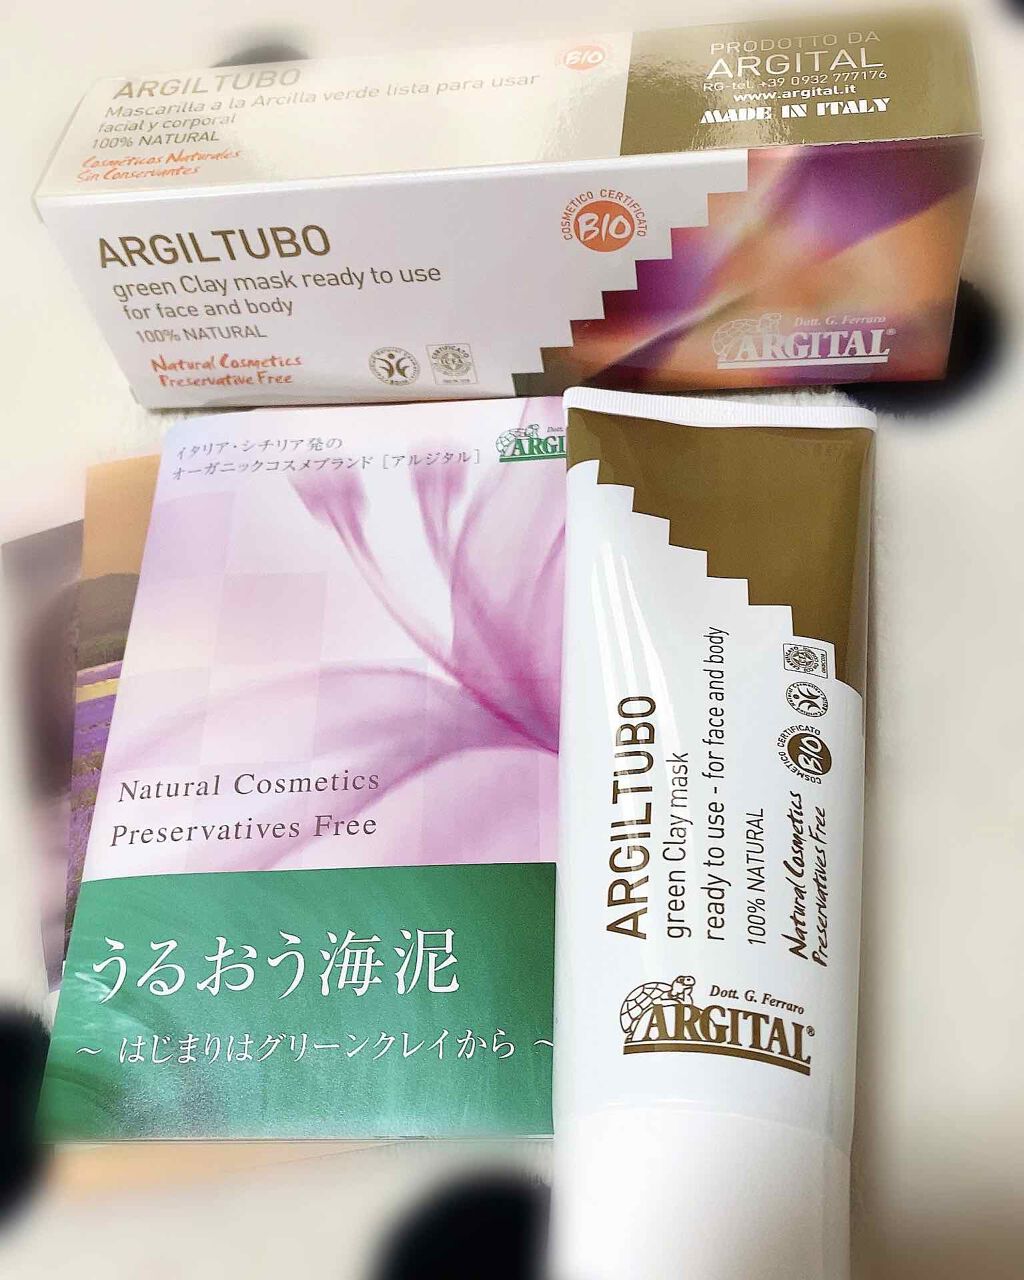 ARGILTUBO
Mascarilla a la Arcilla verde lista para usar
facial y corporal
100% NATURAL
Cosméticos Naturales
Sin Conservantes
BIO
PRODOTTO DA
ARGITAL
RG-tel. +39 0932 777176
www.argital.it
MADE IN ITALY
ARGILTUBO
green Clay mask ready to use
for face and body
100% NATURAL
Natural Cosmetics
Preservative Free
COSMETICO CERTIFICATO
BIO
Dott. G. Ferraro
ARGITAL®
イタリア・シチリア発の
オーガニックコスメブランド［アルジタル］
Dott.
ARGI
Natural Cosmetics
Preservatives Free
うるおう海泥
～ はじまりはグリーンクレイから ～
ARGILTUBO
green Clay mask
ready to use - for face and body
100% NATURAL
Natural Cosmetics
Preservatives Free
COSMETICO CERTIFICATO
BIO
Dott. G. Ferraro
ARGITAL®